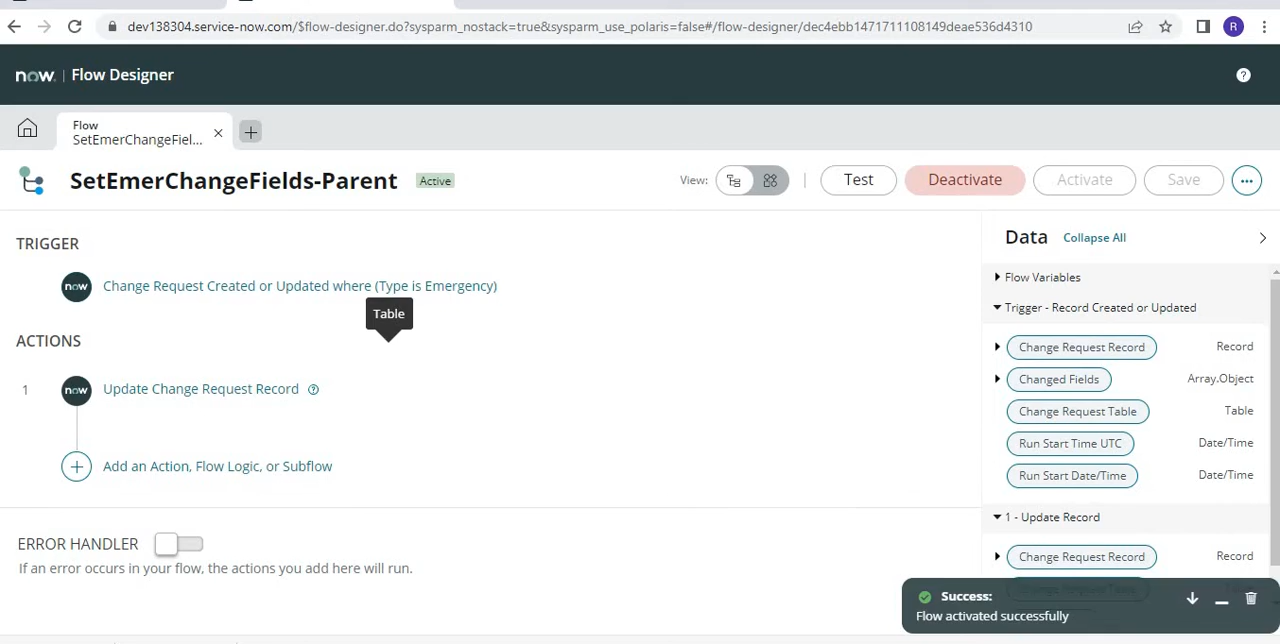 dev138304.service-now.com/$flow-designer.do?sysparm_nostack=true&sysparm_use_polaris=false#/flow-designer/dec4ebb1471711108149deae536d4310
R
now. | Flow Designer
?
Flow
SetEmerChangeFiel...
SetEmerChangeFields-Parent
Active
View:
Test
Deactivate
Activate
Save
TRIGGER
now
Change Request Created or Updated where (Type is Emergency)
Table
ACTIONS
1
now
Update Change Request Record
Add an Action, Flow Logic, or Subflow
ERROR HANDLER
If an error occurs in your flow, the actions you add here will run.
Data
Collapse All
Flow Variables
Trigger - Record Created or Updated
Change Request Record Record
Changed Fields Array.Object
Change Request Table Table
Run Start Time UTC Date/Time
Run Start Date/Time Date/Time
1 - Update Record
Change Request Record Record
Success:
Flow activated successfully